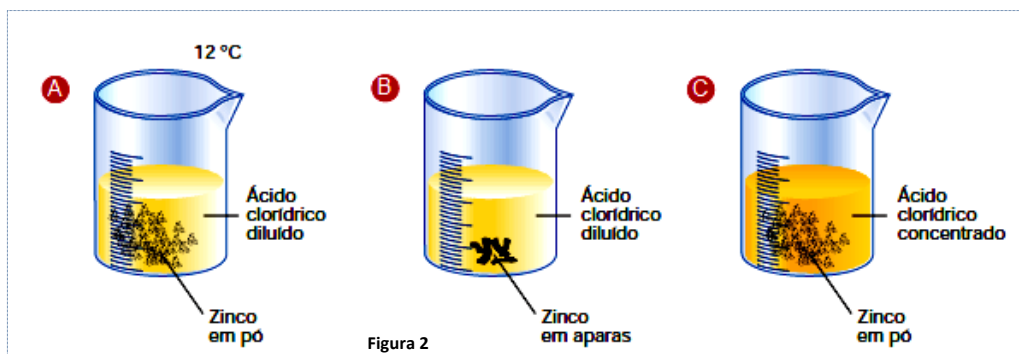 12 ºC
A
B
C
Ácido
clorídrico
diluído
Ácido
clorídrico
diluído
Ácido
clorídrico
concentrado
Zinco
em pó
Zinco
em aparas
Zinco
em pó
Figura 2